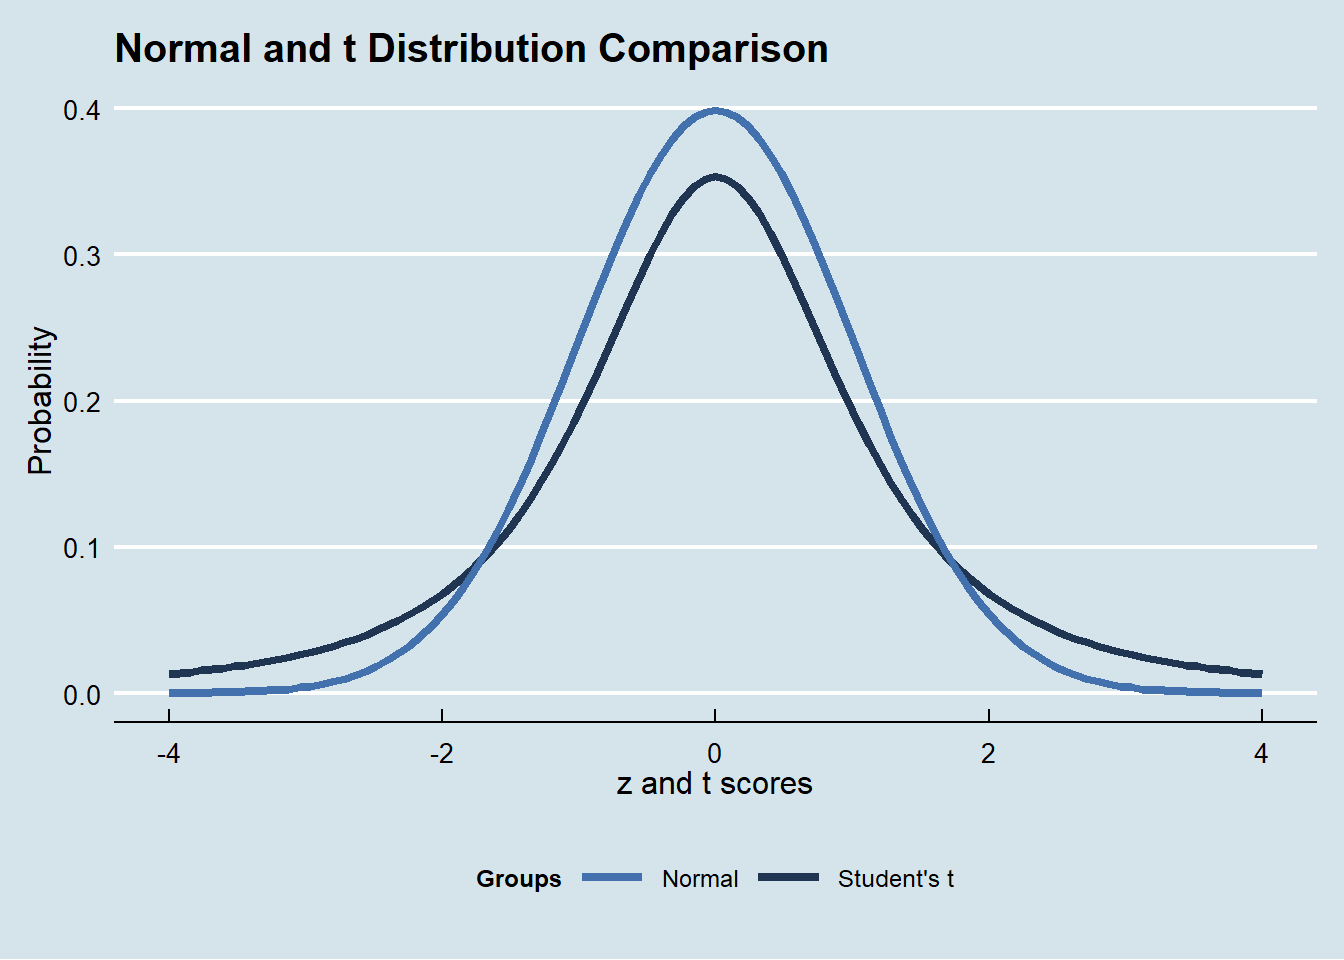 Normal and t Distribution Comparison
0.4
0.3
0.2
0.1
0.0
Probability
-4 -2 0 2 4
z and t scores
Groups Normal Student's t